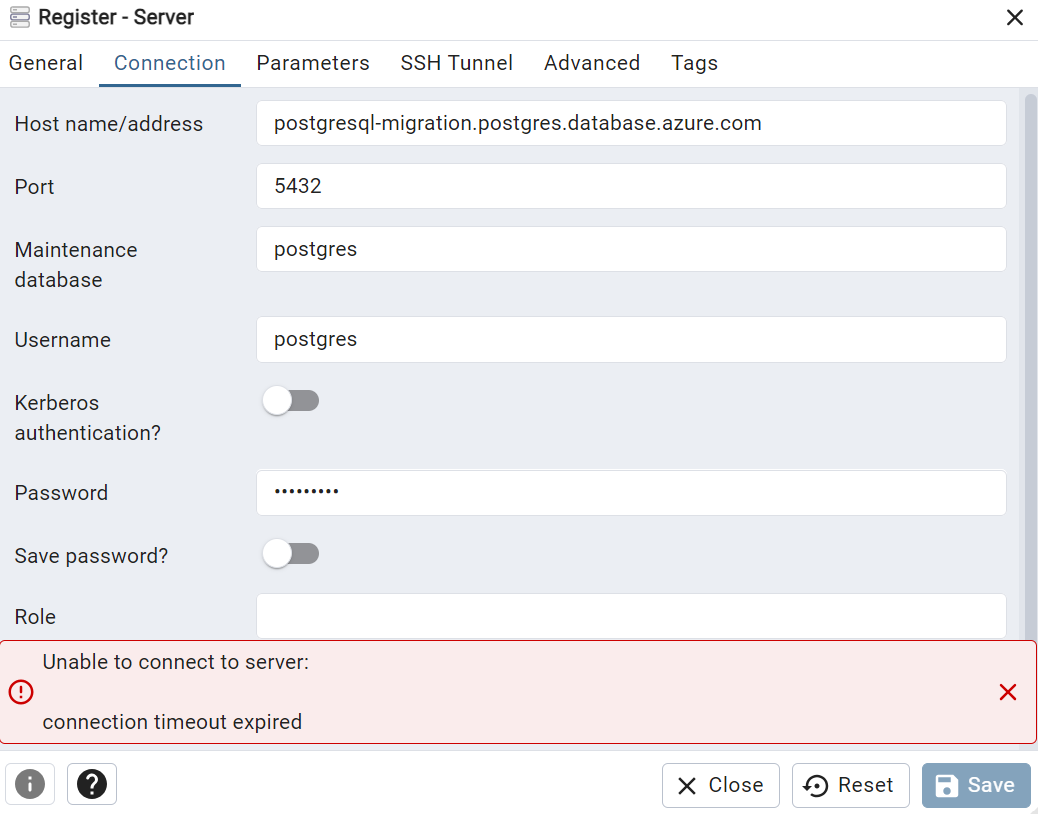 Register - Server
General Connection Parameters SSH Tunnel Advanced Tags
Host name/address postgresql-migration.postgres.database.azure.com
Port 5432
Maintenance database postgres
Username postgres
Kerberos authentication?
Password •••••••••
Save password?
Role
Unable to connect to server:
connection timeout expired
Close Reset Save